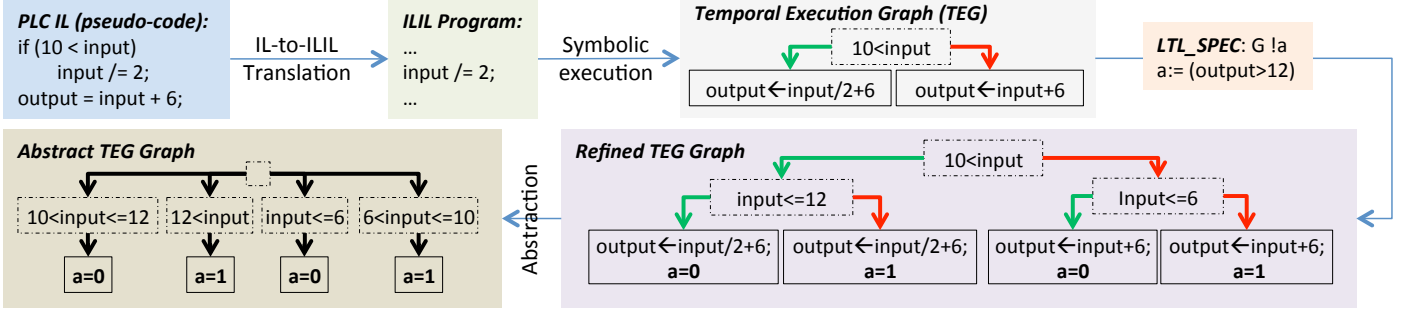 PLC IL (pseudo-code):
if (10 < input)
input /= 2;
output = input + 6;
IL-to-ILIL
Translation
ILIL Program:
...
input /= 2;
...
Symbolic
execution
Temporal Execution Graph (TEG)
10<input
output←input/2+6
output←input+6
LTL_SPEC: G !a
a:= (output>12)
Abstract TEG Graph
10<input<=12
12<input
input<=6
6<input<=10
a=0
a=1
a=0
a=1
Abstraction
Refined TEG Graph
10<input
input<=12
Input<=6
output←input/2+6;
a=0
output←input/2+6;
a=1
output←input+6;
a=0
output←input+6;
a=1